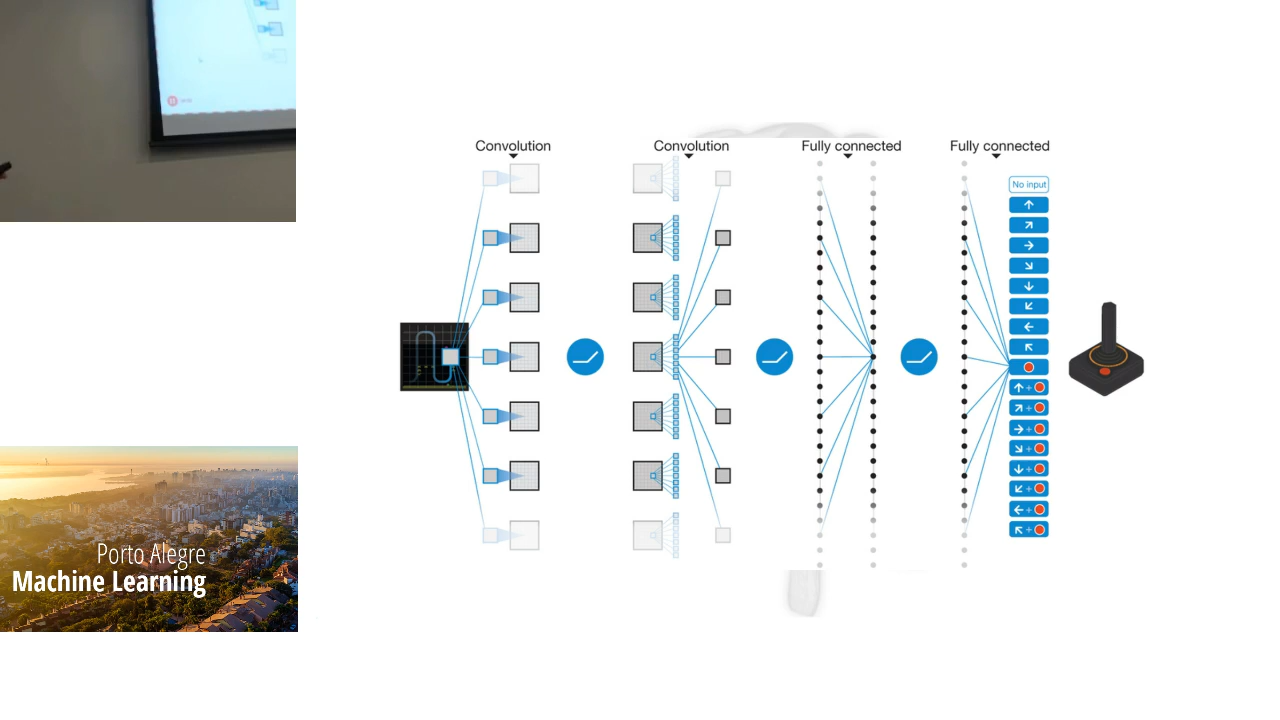 Convolution
Convolution
Fully connected
Fully connected
No input
+
+
+
+
+
+
+
+
Porto Alegre
Machine Learning